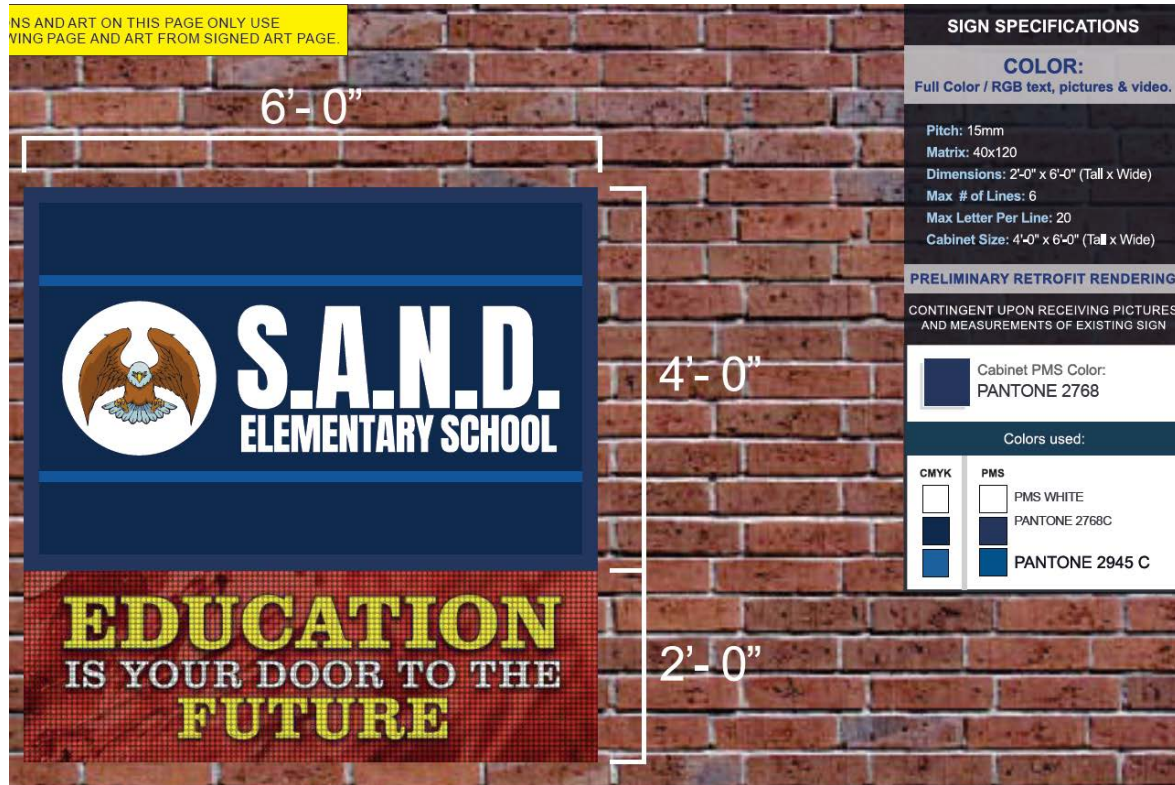 NS AND ART ON THIS PAGE ONLY USE
WING PAGE AND ART FROM SIGNED ART PAGE.
6'- 0"
S.A.N.D.
ELEMENTARY SCHOOL
4'- 0"
EDUCATION
IS YOUR DOOR TO THE
FUTURE
2'- 0"
SIGN SPECIFICATIONS
COLOR:
Full Color / RGB text, pictures & video.
Pitch: 15mm
Matrix: 40x120
Dimensions: 2'-0" x 6'-0" (Tall x Wide)
Max # of Lines: 6
Max Letter Per Line: 20
Cabinet Size: 4'-0" x 6'-0" (Tall x Wide)
PRELIMINARY RETROFIT RENDERING
CONTINGENT UPON RECEIVING PICTURES
AND MEASUREMENTS OF EXISTING SIGN
Cabinet PMS Color:
PANTONE 2768
Colors used:
CMYK PMS
PMS WHITE
PANTONE 2768C
PANTONE 2945 C